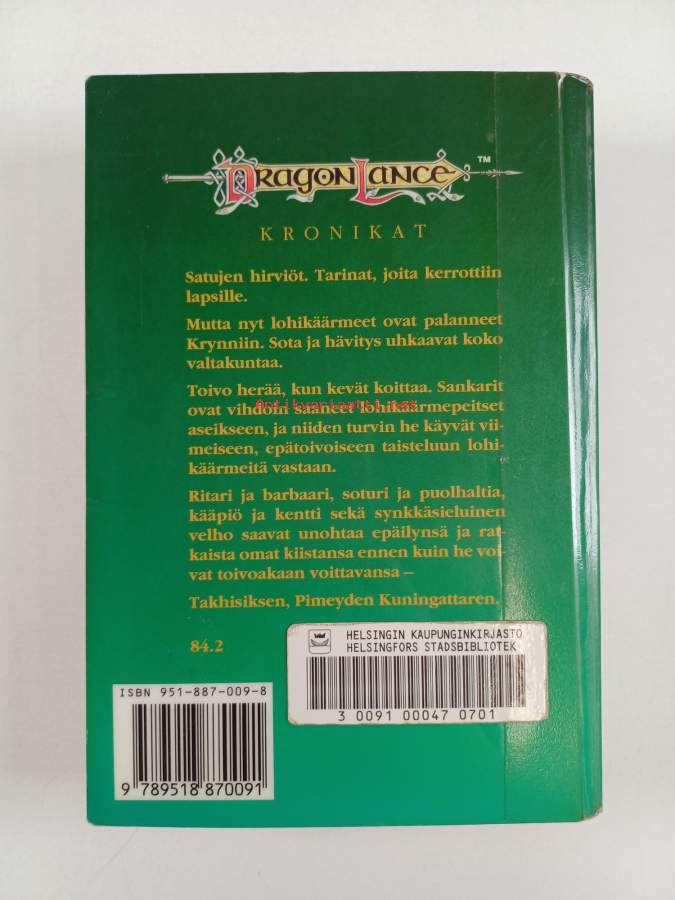 DRAGONLANCE™
KRONIKAT
Satujen hirviöt. Tarinat, joita kerrottiin
lapsille.
Mutta nyt lohikäärmeet ovat palanneet
Krynniin. Sota ja hävitys uhkaavat koko
valtakuntaa.
Toivo herää, kun kevät koittaa. Sankarit
Antikvariaatti.net
ovat vihdoin saaneet lohikäärmepeitset
aseikseen, ja niiden turvin he käyvät vii-
meiseen, epätoivoiseen taisteluun lohi-
käärmeitä vastaan.
Ritari ja barbaari, soturi ja puolhaltia,
kääpiö ja kentti sekä synkkäsieluinen
velho saavat unohtaa epäilynsä ja rat-
kaista omat kiistansa ennen kuin he voi-
vat toivoakaan voittavansa –
Takhisiksen, Pimeyden Kuningattaren.
84.2
HELSINGIN KAUPUNGINKIRJASTO
HELSINGFORS STADSBIBLIOTEK
3 0091 00047 0701
ISBN 951-887-009-8
9 789518 870091